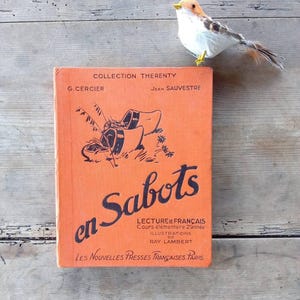 COLLECTION THERENTY
G. CERCIER JEAN SAUVESTRE
en Sabots
LECTURE et FRANÇAIS
Cours élémentaire 2e année
ILLUSTRATIONS
DE
RAY LAMBERT
LES NOUVELLES PRESSES FRANÇAISES. PARIS